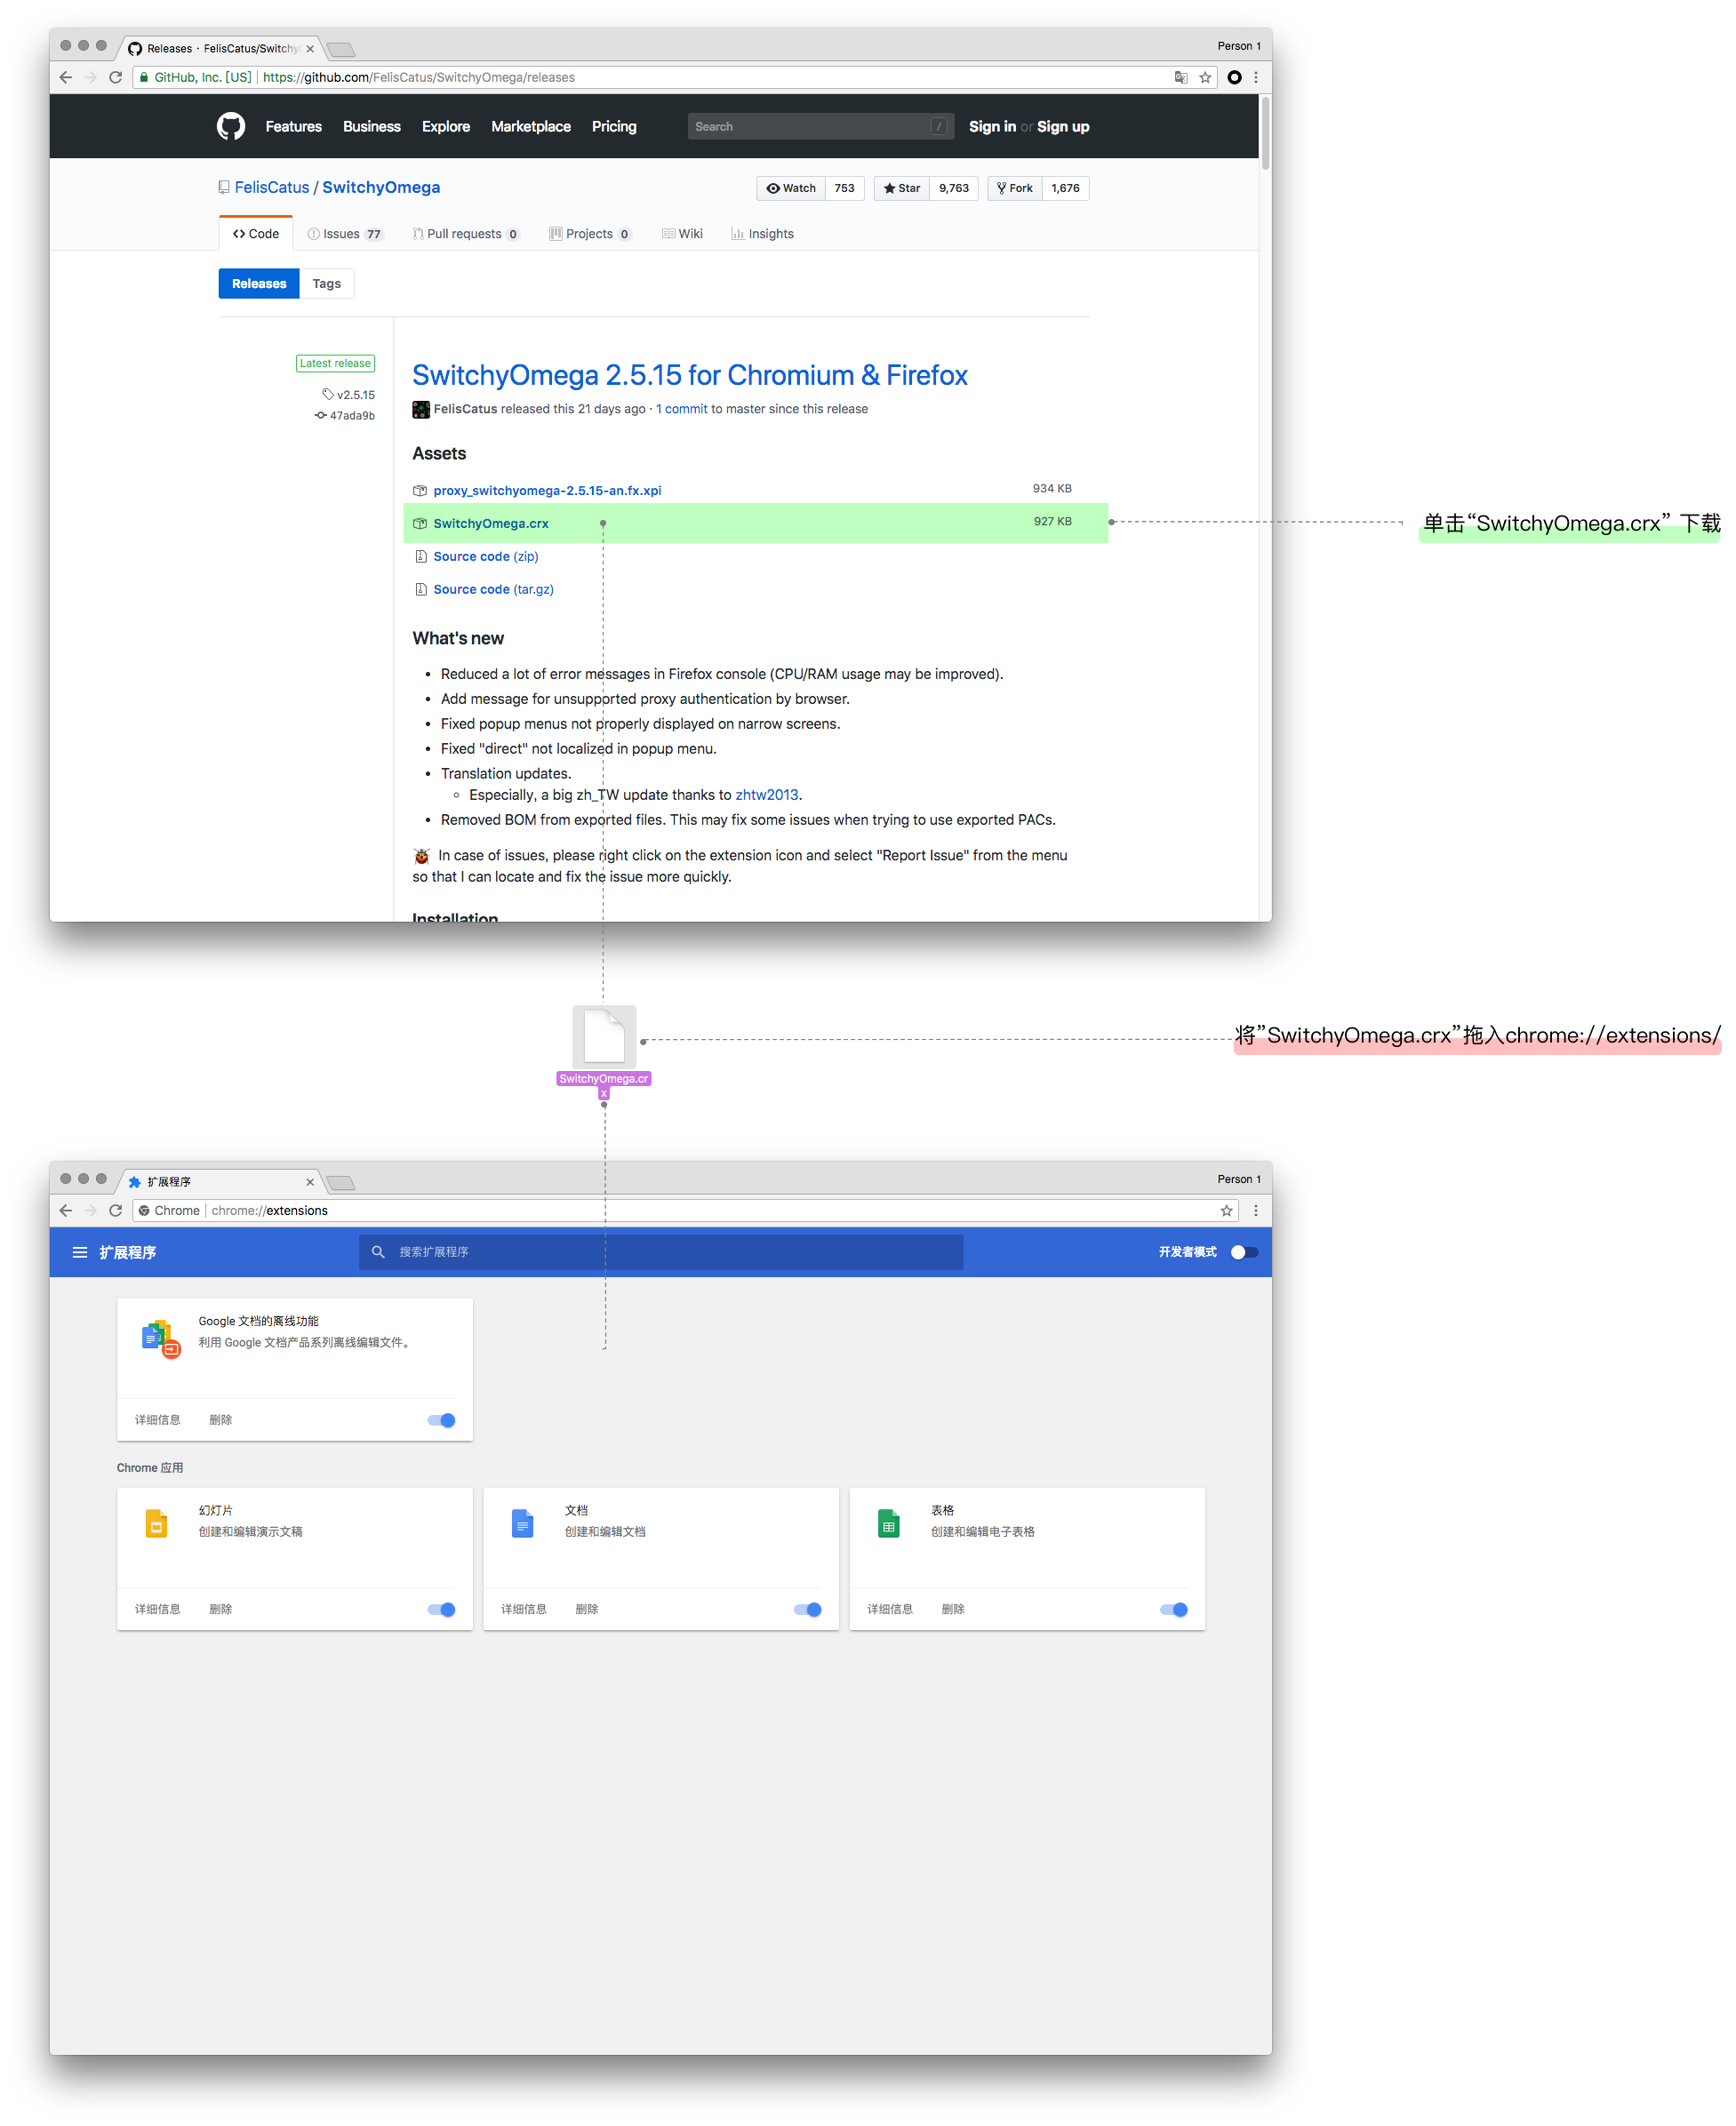 Releases · FelisCatus/Switchy
Person 1
GitHub, Inc. [US] | https://github.com/FelisCatus/SwitchyOmega/releases
Features Business Explore Marketplace Pricing Search / Sign in or Sign up
FelisCatus / SwitchyOmega
Watch 753 Star 9,763 Fork 1,676
Code Issues 77 Pull requests 0 Projects 0 Wiki Insights
Releases Tags
Latest release
v2.5.15
47ada9b
SwitchyOmega 2.5.15 for Chromium & Firefox
FelisCatus released this 21 days ago · 1 commit to master since this release
Assets
proxy_switchyomega-2.5.15-an.fx.xpi 934 KB
SwitchyOmega.crx 927 KB
单击“SwitchyOmega.crx” 下载
Source code (zip)
Source code (tar.gz)
What's new
• Reduced a lot of error messages in Firefox console (CPU/RAM usage may be improved).
• Add message for unsupported proxy authentication by browser.
• Fixed popup menus not properly displayed on narrow screens.
• Fixed "direct" not localized in popup menu.
• Translation updates.
◦ Especially, a big zh_TW update thanks to zhtw2013.
• Removed BOM from exported files. This may fix some issues when trying to use exported PACs.
In case of issues, please right click on the extension icon and select "Report Issue" from the menu
so that I can locate and fix the issue more quickly.
Installation
将”SwitchyOmega.crx”拖入chrome://extensions/
SwitchyOmega.cr
x
扩展程序
Person 1
Chrome | chrome://extensions
扩展程序 搜索扩展程序 开发者模式
Google 文档的离线功能
利用 Google 文档产品系列离线编辑文件。
详细信息 删除
Chrome 应用
幻灯片 文档 表格
创建和编辑演示文稿 创建和编辑文档 创建和编辑电子表格
详细信息 删除 详细信息 删除 详细信息 删除